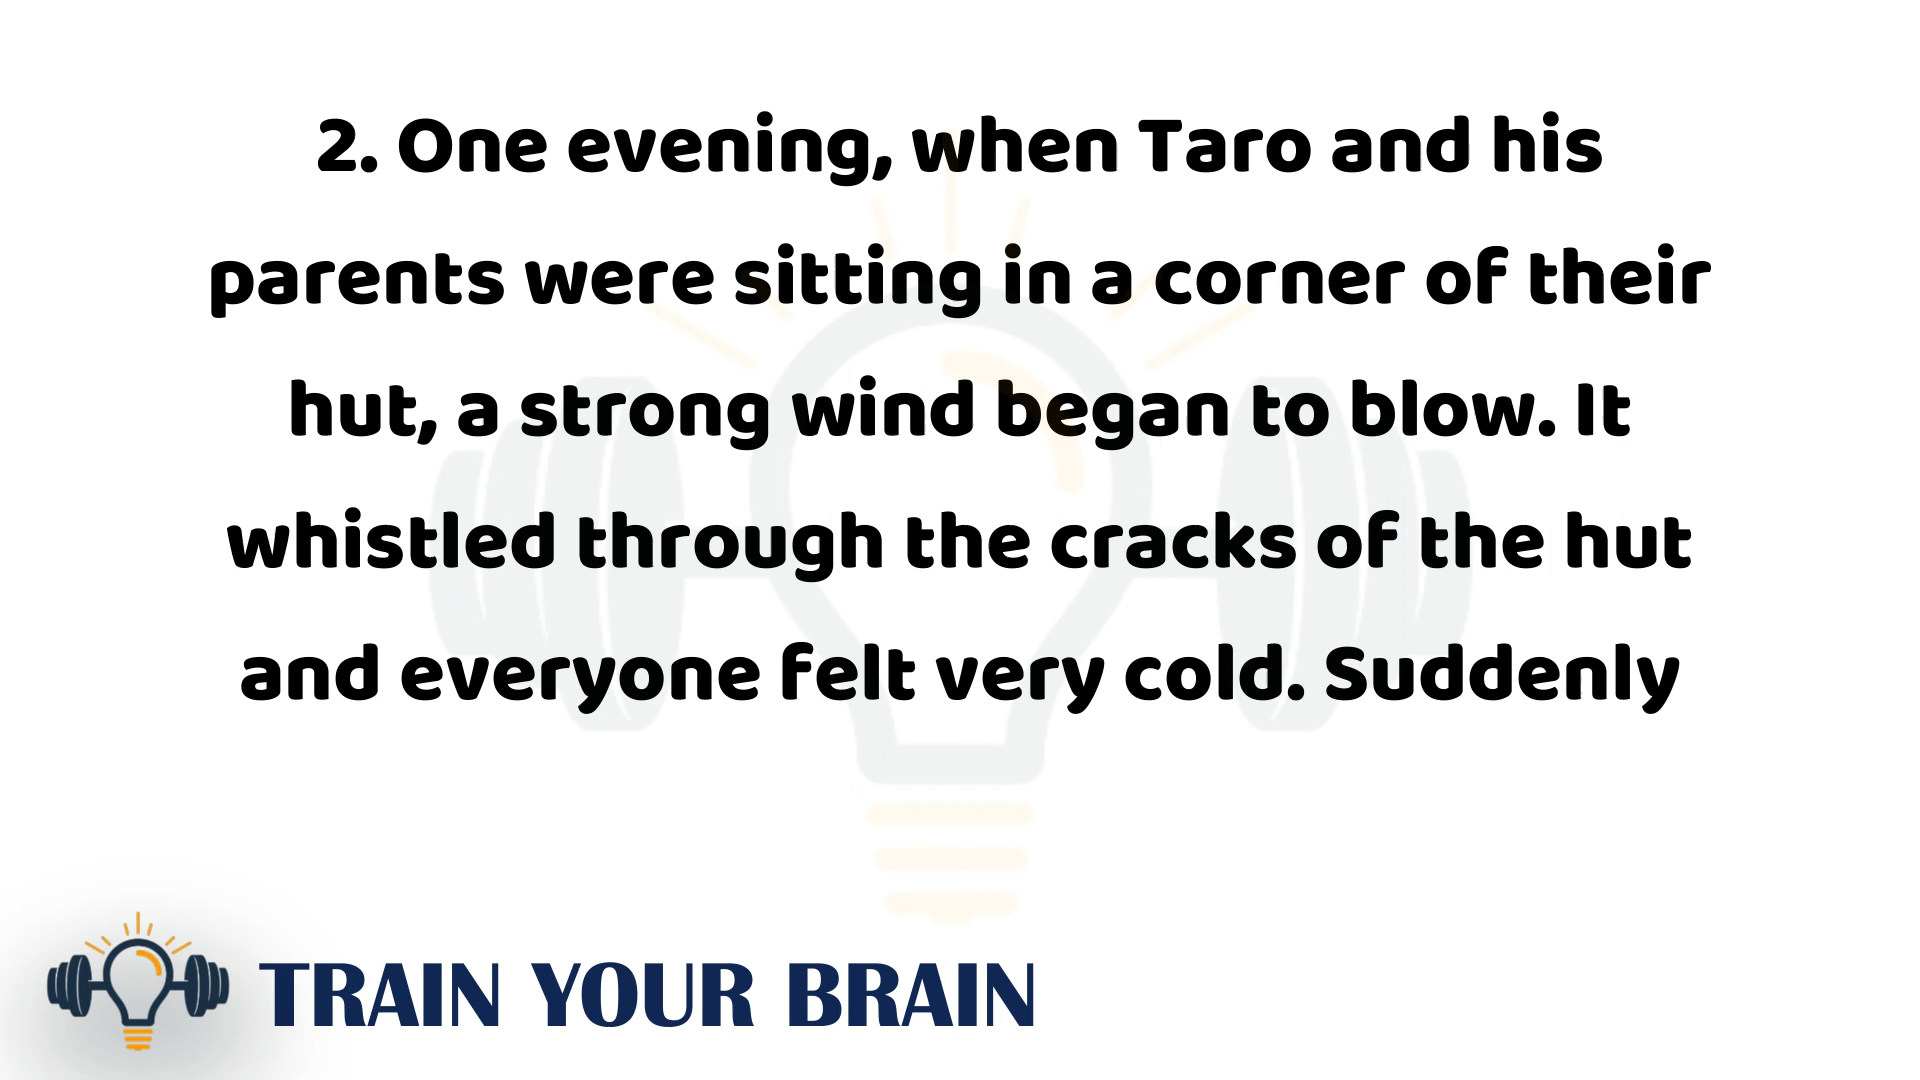 2. One evening, when Taro and his
parents were sitting in a corner of their
hut, a strong wind began to blow. It
whistled through the cracks of the hut
and everyone felt very cold. Suddenly
TRAIN YOUR BRAIN